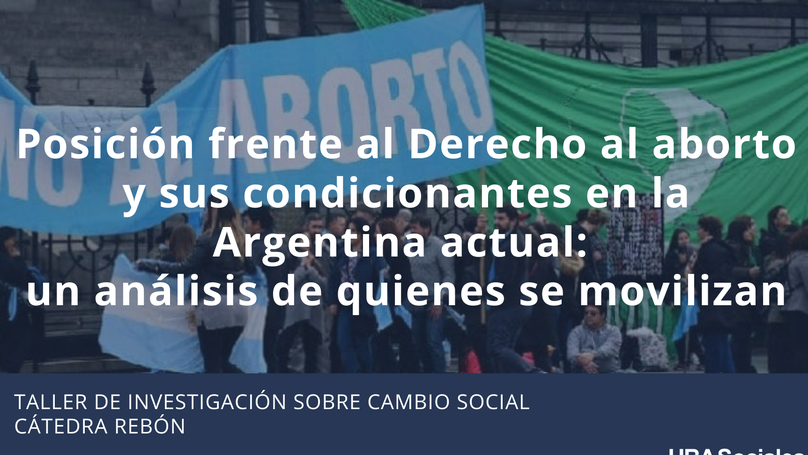 NO AL ABORTO
Posición frente al Derecho al aborto
y sus condicionantes en la
Argentina actual:
un análisis de quienes se movilizan
TALLER DE INVESTIGACIÓN SOBRE CAMBIO SOCIAL
CÁTEDRA REBÓN
UBASociales